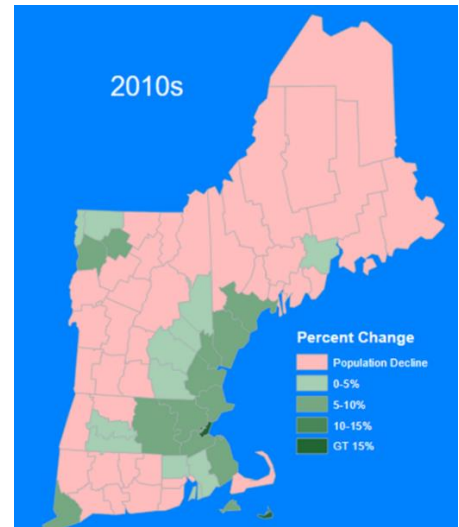 2010s
Percent Change
Population Decline
0-5%
5-10%
10-15%
GT 15%